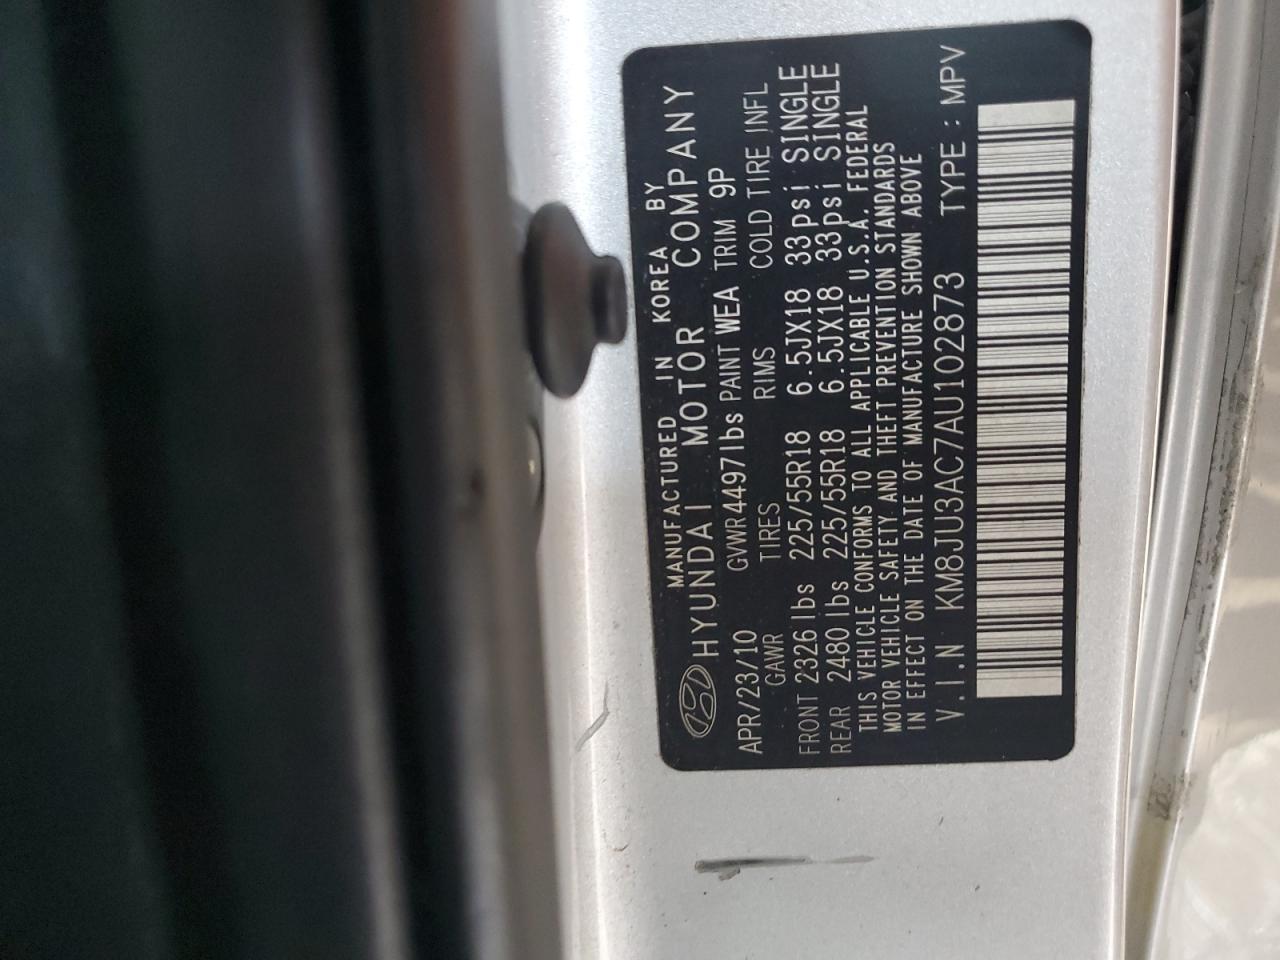 MANUFACTURED IN KOREA BY
HYUNDAI MOTOR COMPANY
APR/23/10 GVWR 4497lbs PAINT WEA TRIM 9P
GAWR TIRES RIMS COLD TIRE INFL
FRONT 2326 lbs 225/55R18 6.5JX18 33psi SINGLE
REAR 2480 lbs 225/55R18 6.5JX18 33psi SINGLE
THIS VEHICLE CONFORMS TO ALL APPLICABLE U.S.A. FEDERAL
MOTOR VEHICLE SAFETY AND THEFT PREVENTION STANDARDS
IN EFFECT ON THE DATE OF MANUFACTURE SHOWN ABOVE
V.I.N KM8JU3AC7AU102873 TYPE : MPV